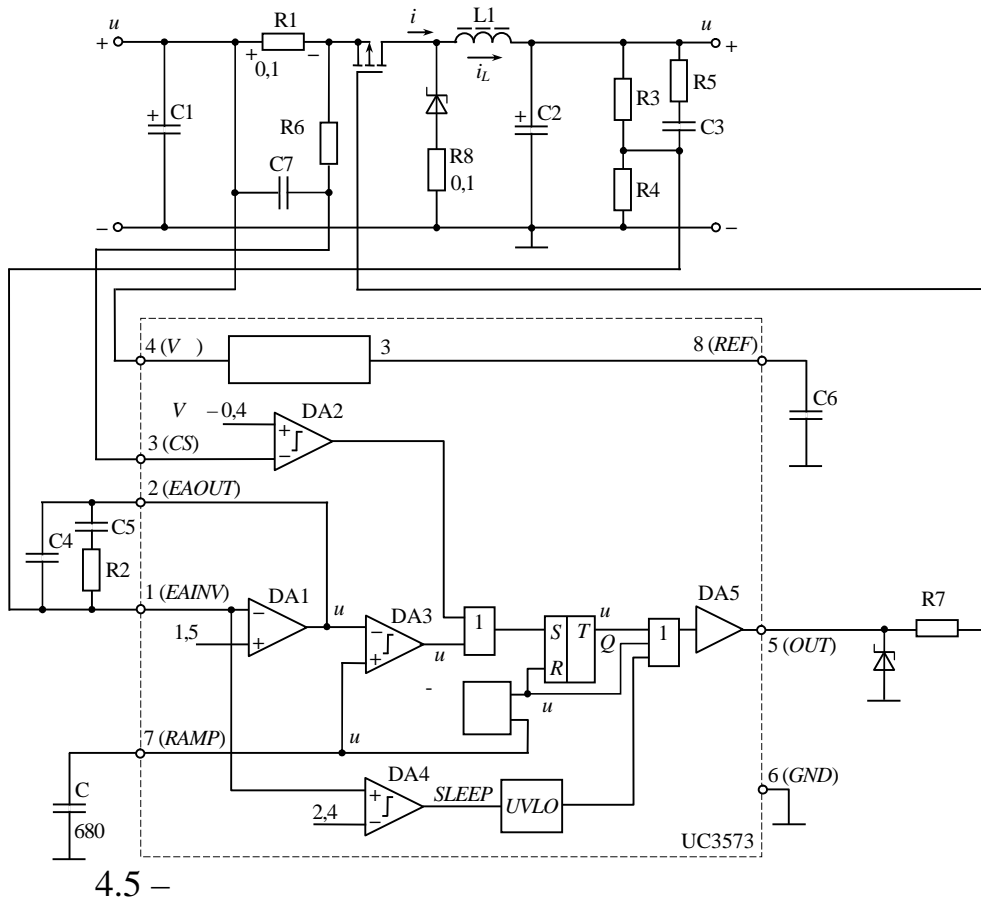 u R1 i L1 u
+ + – +
0,1 iL
C1 + R6 C2 + R3 R5
C3
C7 R8
0,1 R4
– –
4 (V ) 3 8 (REF)
DA2 C6
V – 0,4 +
3 (CS) –
2 (EAOUT)
C4 C5
R2
1 (EAINV) – DA1 u DA3 DA5 R7
1,5 + – u 1 S T u 1
+ Q 5 (OUT)
R
- u
7 (RAMP) u
C DA4 6 (GND)
680 + SLEEP UVLO
2,4 –
UC3573
4.5 –